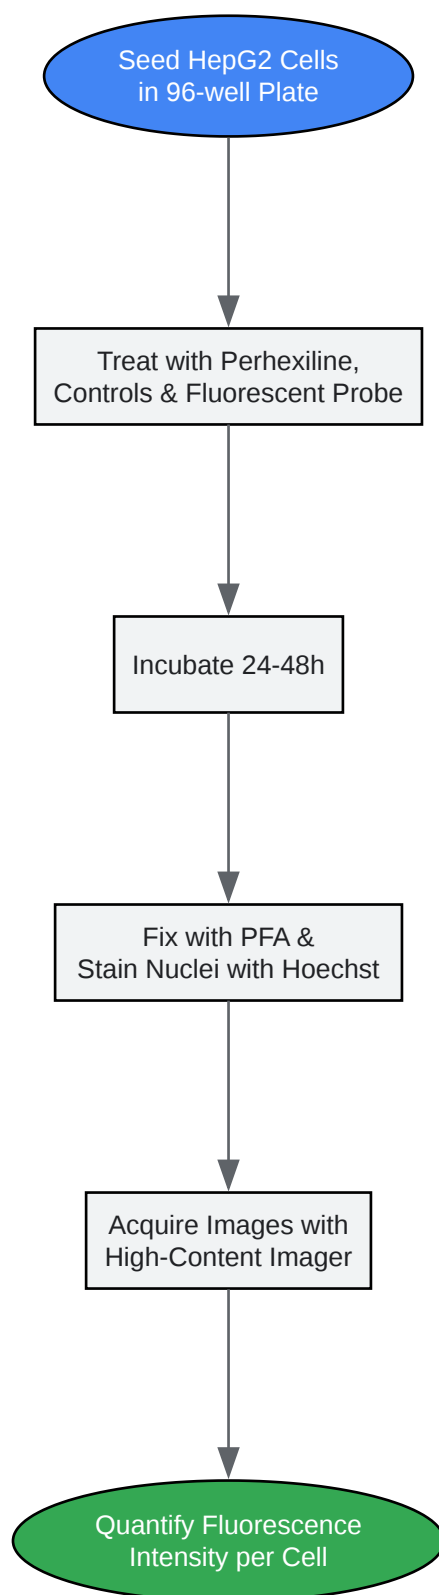 Seed HepG2 Cells
in 96-well Plate
Treat with Perhexiline,
Controls & Fluorescent Probe
Incubate 24-48h
Fix with PFA &
Stain Nuclei with Hoechst
Acquire Images with
High-Content Imager
Quantify Fluorescence
Intensity per Cell